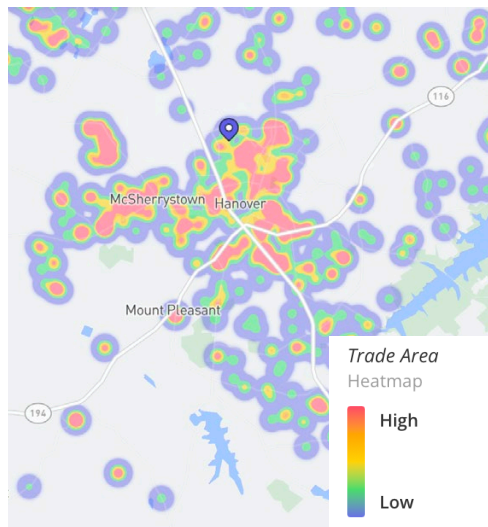 116
McSherrystown Hanover
Mount Pleasant
Trade Area
Heatmap
High
194
Low